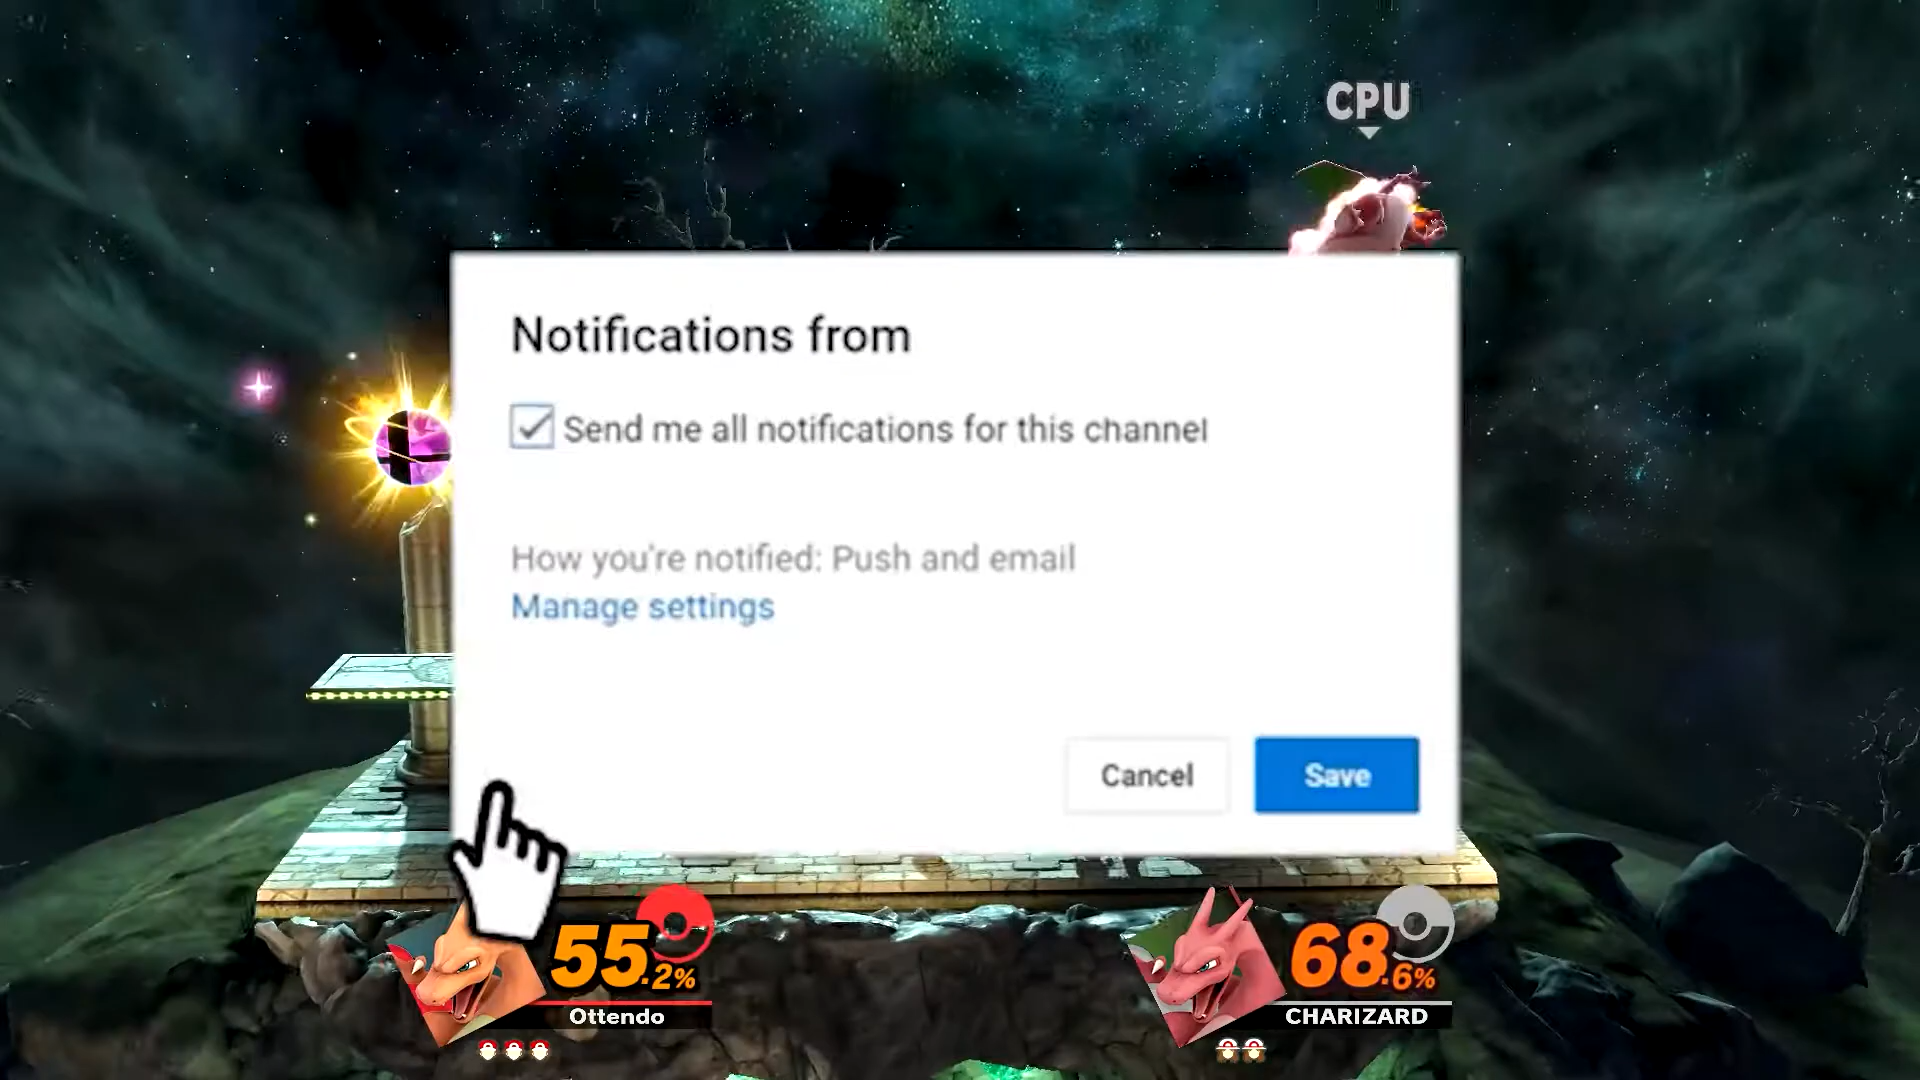 CPU
Notifications from
Send me all notifications for this channel
How you're notified: Push and email
Manage settings
Cancel
Save
55.2%
Ottendo
68.6%
CHARIZARD